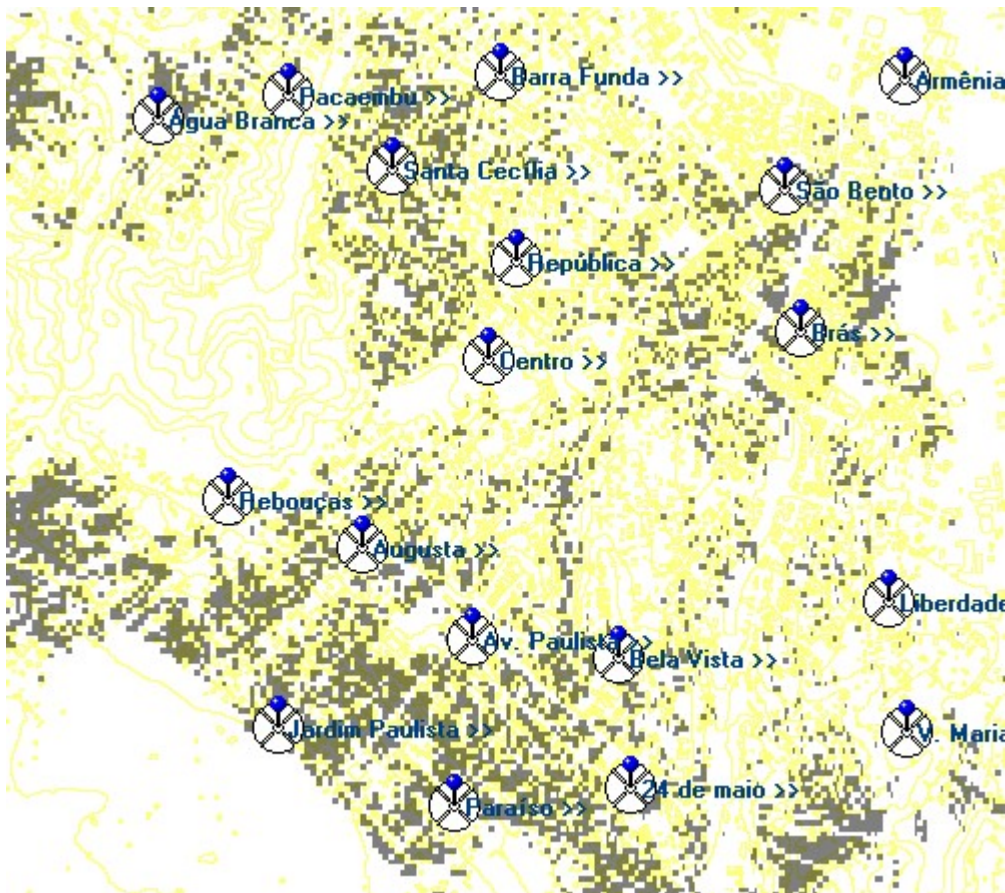 Barra Funda >>
Armênia
Pacaembu >>
Água Branca >>
Santa Cecília >>
São Bento >>
República >>
Brás >>
Centro >>
Rebouças >>
Augusta >>
Liberdade
Av. Paulista >>
Bela Vista >>
Jardim Paulista >>
V. Maria
24 de maio >>
Paraíso >>